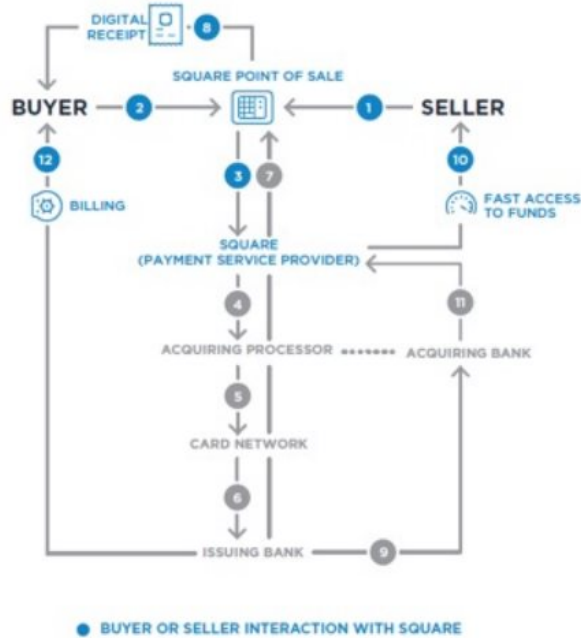 DIGITAL
RECEIPT
8
SQUARE POINT OF SALE
BUYER
2
1
SELLER
12
3
7
10
BILLING
FAST ACCESS
TO FUNDS
SQUARE
(PAYMENT SERVICE PROVIDER)
4
11
ACQUIRING PROCESSOR
ACQUIRING BANK
5
CARD NETWORK
6
ISSUING BANK
9
BUYER OR SELLER INTERACTION WITH SQUARE